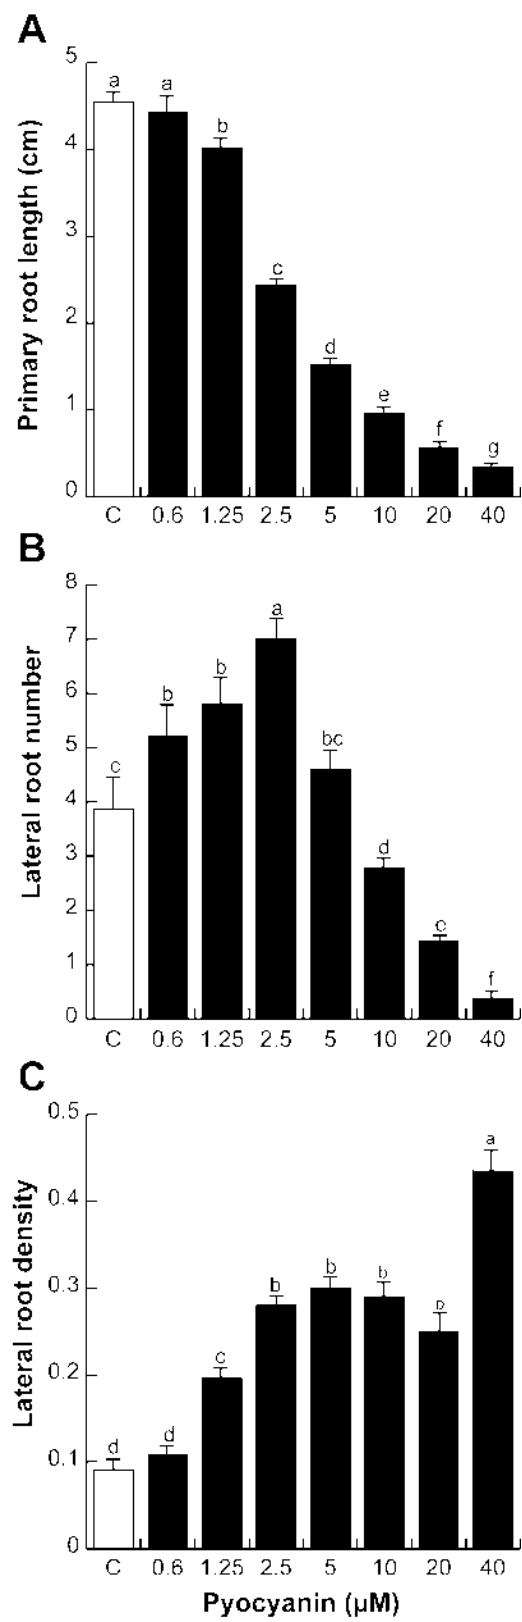 A
Primary root length (cm)
5
4
3
2
1
0
a a b c d e f g
C 0.6 1.25 2.5 5 10 20 40
B
Lateral root number
8
7
6
5
4
3
2
1
0
c b b a bc d e f
C 0.6 1.25 2.5 5 10 20 40
C
Lateral root density
0.5
0.4
0.3
0.2
0.1
0
d d c b b b b a
C 0.6 1.25 2.5 5 10 20 40
Pyocyanin (µM)